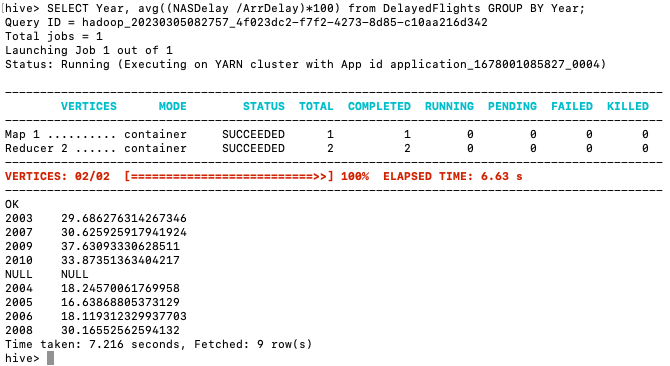 hive> SELECT Year, avg((NASDelay /ArrDelay)*100) from DelayedFlights GROUP BY Year;
Query ID = hadoop_20230305082757_4f023dc2-f7f2-4273-8d85-c10aa216d342
Total jobs = 1
Launching Job 1 out of 1
Status: Running (Executing on YARN cluster with App id application_1678001085827_0004)
VERTICES MODE STATUS TOTAL COMPLETED RUNNING PENDING FAILED KILLED
Map 1 .......... container SUCCEEDED 1 1 0 0 0 0
Reducer 2 ...... container SUCCEEDED 2 2 0 0 0 0
VERTICES: 02/02 [==========================>>] 100% ELAPSED TIME: 6.63 s
OK
2003 29.686276314267346
2007 30.625925917941924
2009 37.63093330628511
2010 33.87351363404217
NULL NULL
2004 18.24570061769958
2005 16.63868805373129
2006 18.119312329937703
2008 30.16552562594132
Time taken: 7.216 seconds, Fetched: 9 row(s)
hive>